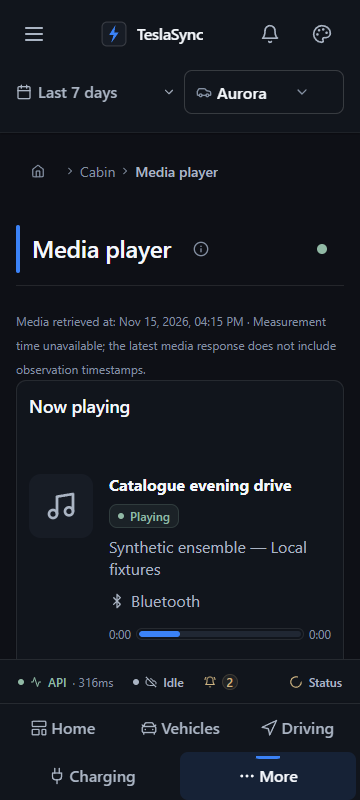 TeslaSync
Last 7 days
Aurora
Cabin
Media player
Media player
Media retrieved at: Nov 15, 2026, 04:15 PM · Measurement
time unavailable; the latest media response does not include
observation timestamps.
Now playing
Catalogue evening drive
Playing
Synthetic ensemble — Local
fixtures
Bluetooth
0:00 0:00
API · 316ms Idle 2 Status
Home Vehicles Driving
Charging More